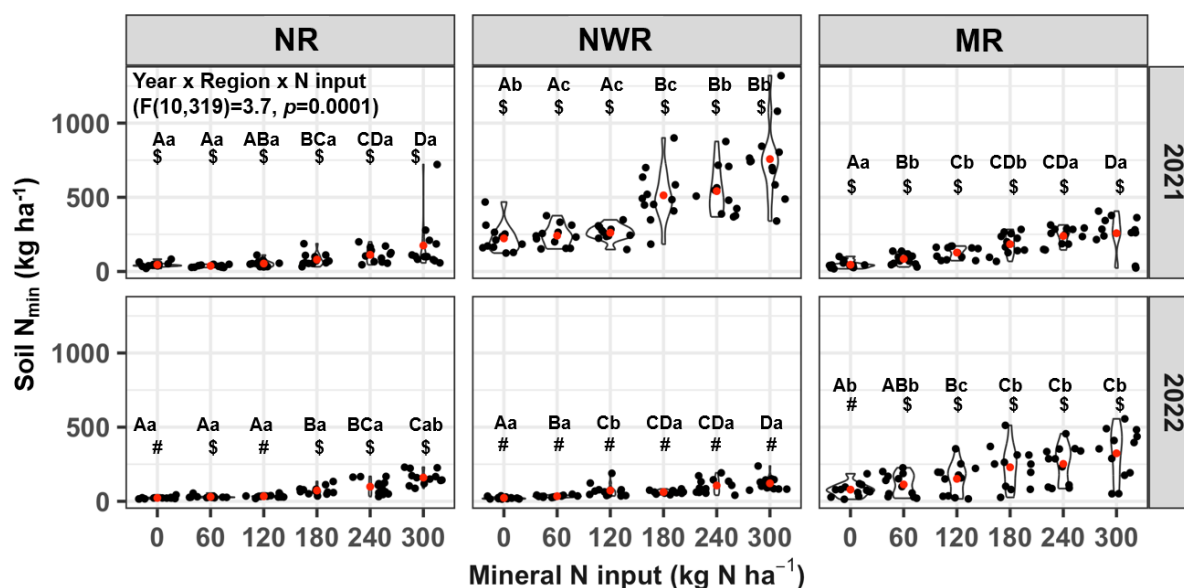 NR NWR MR
Year x Region x N input
(F(10,319)=3.7, p=0.0001)
Aa Aa ABa BCa CDa Da
$ $ $ $ $ $
Ab Ac Ac Bc Bb Bb
$ $ $ $ $ $
Aa Bb Cb CDb CDa Da
$ $ $ $ $ $
2021
1000
500
0
Soil Nmin (kg ha-1)
Aa Aa Aa Ba BCa Cab
# $ # $ $ $
Aa Ba Cb CDa CDa Da
# # # # # #
Ab ABb Bc Cb Cb Cb
# $ $ $ $ $
2022
1000
500
0
0 60 120 180 240 300
0 60 120 180 240 300
0 60 120 180 240 300
Mineral N input (kg N ha−1)